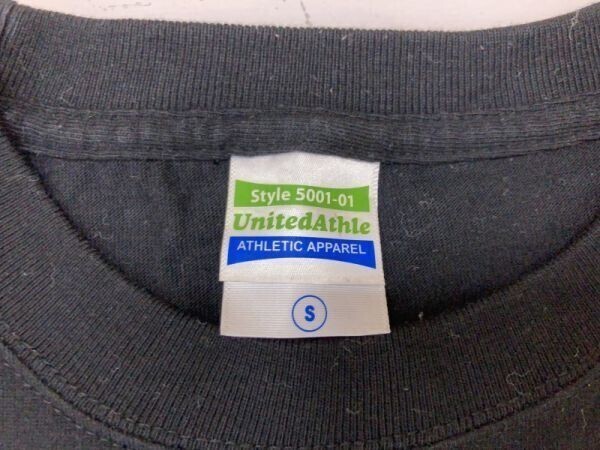 Style 5001-01
UnitedAthle
ATHLETIC APPAREL
S